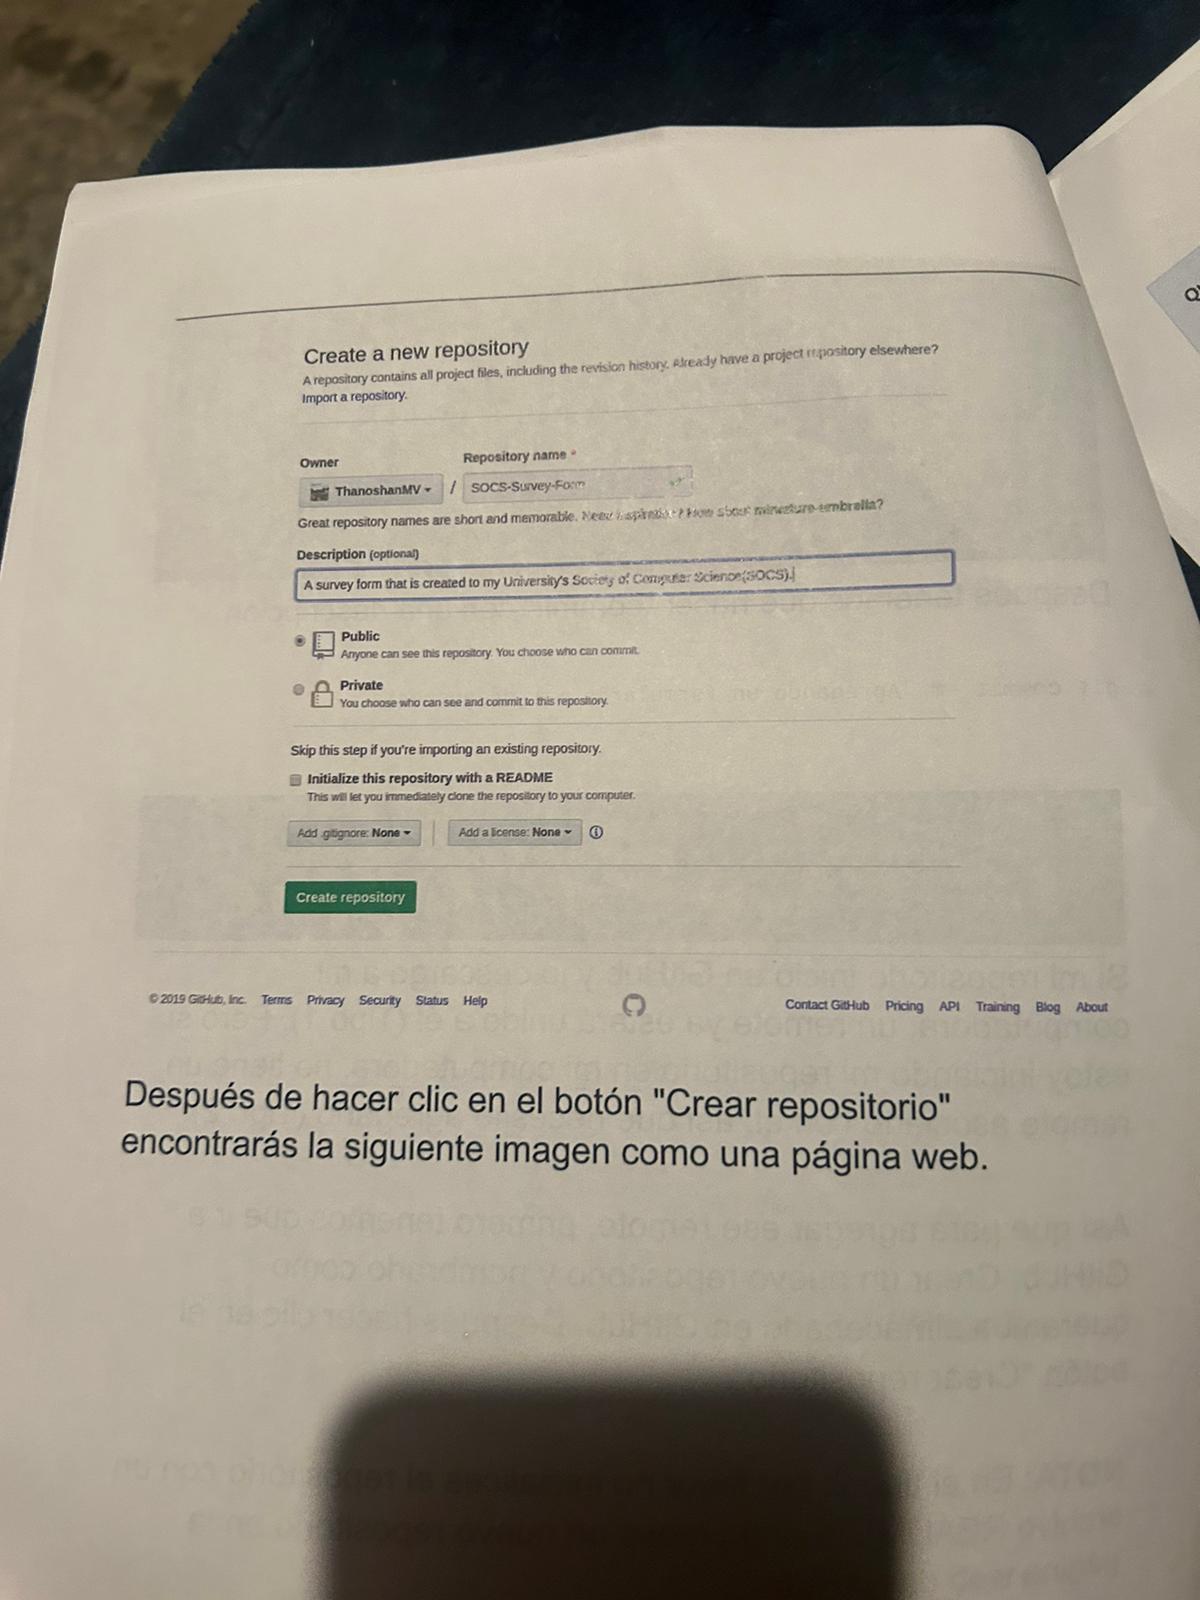 Create a new repository
A repository contains all project files, including the revision history. Already have a project repository elsewhere?
Import a repository.
Owner
Repository name *
ThanoshanMV / SOCS-Survey-Form
Great repository names are short and memorable. Need inspiration? How about miniature-umbrella?
Description (optional)
A survey form that is created to my University's Society of Computer Science(SOCS).
Public
Anyone can see this repository. You choose who can commit.
Private
You choose who can see and commit to this repository.
Skip this step if you're importing an existing repository.
Initialize this repository with a README
This will let you immediately clone the repository to your computer.
Add .gitignore: None Add a license: None
Create repository
© 2019 GitHub, Inc. Terms Privacy Security Status Help Contact GitHub Pricing API Training Blog About
Después de hacer clic en el botón "Crear repositorio"
encontrarás la siguiente imagen como una página web.